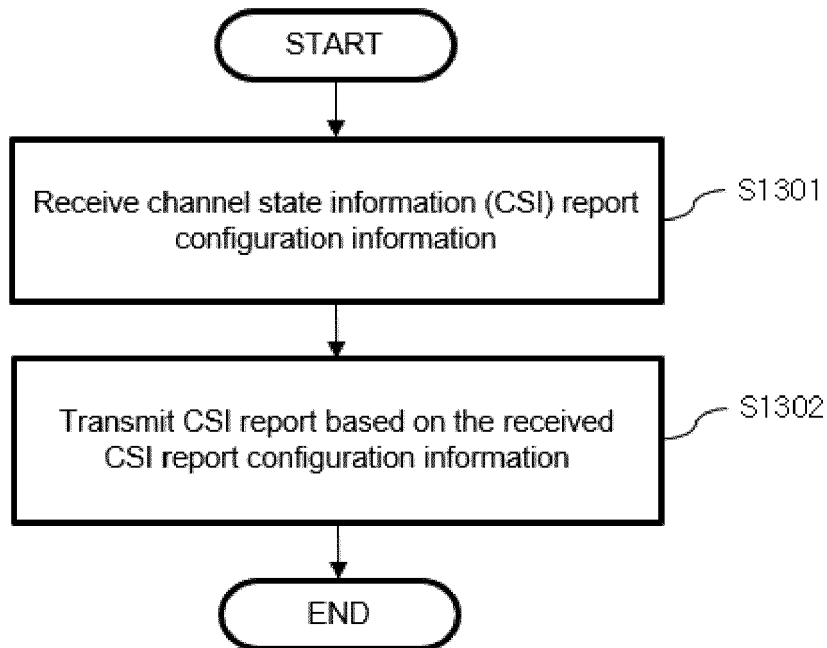 START
Receive channel state information (CSI) report
configuration information
S1301
Transmit CSI report based on the received
CSI report configuration information
S1302
END